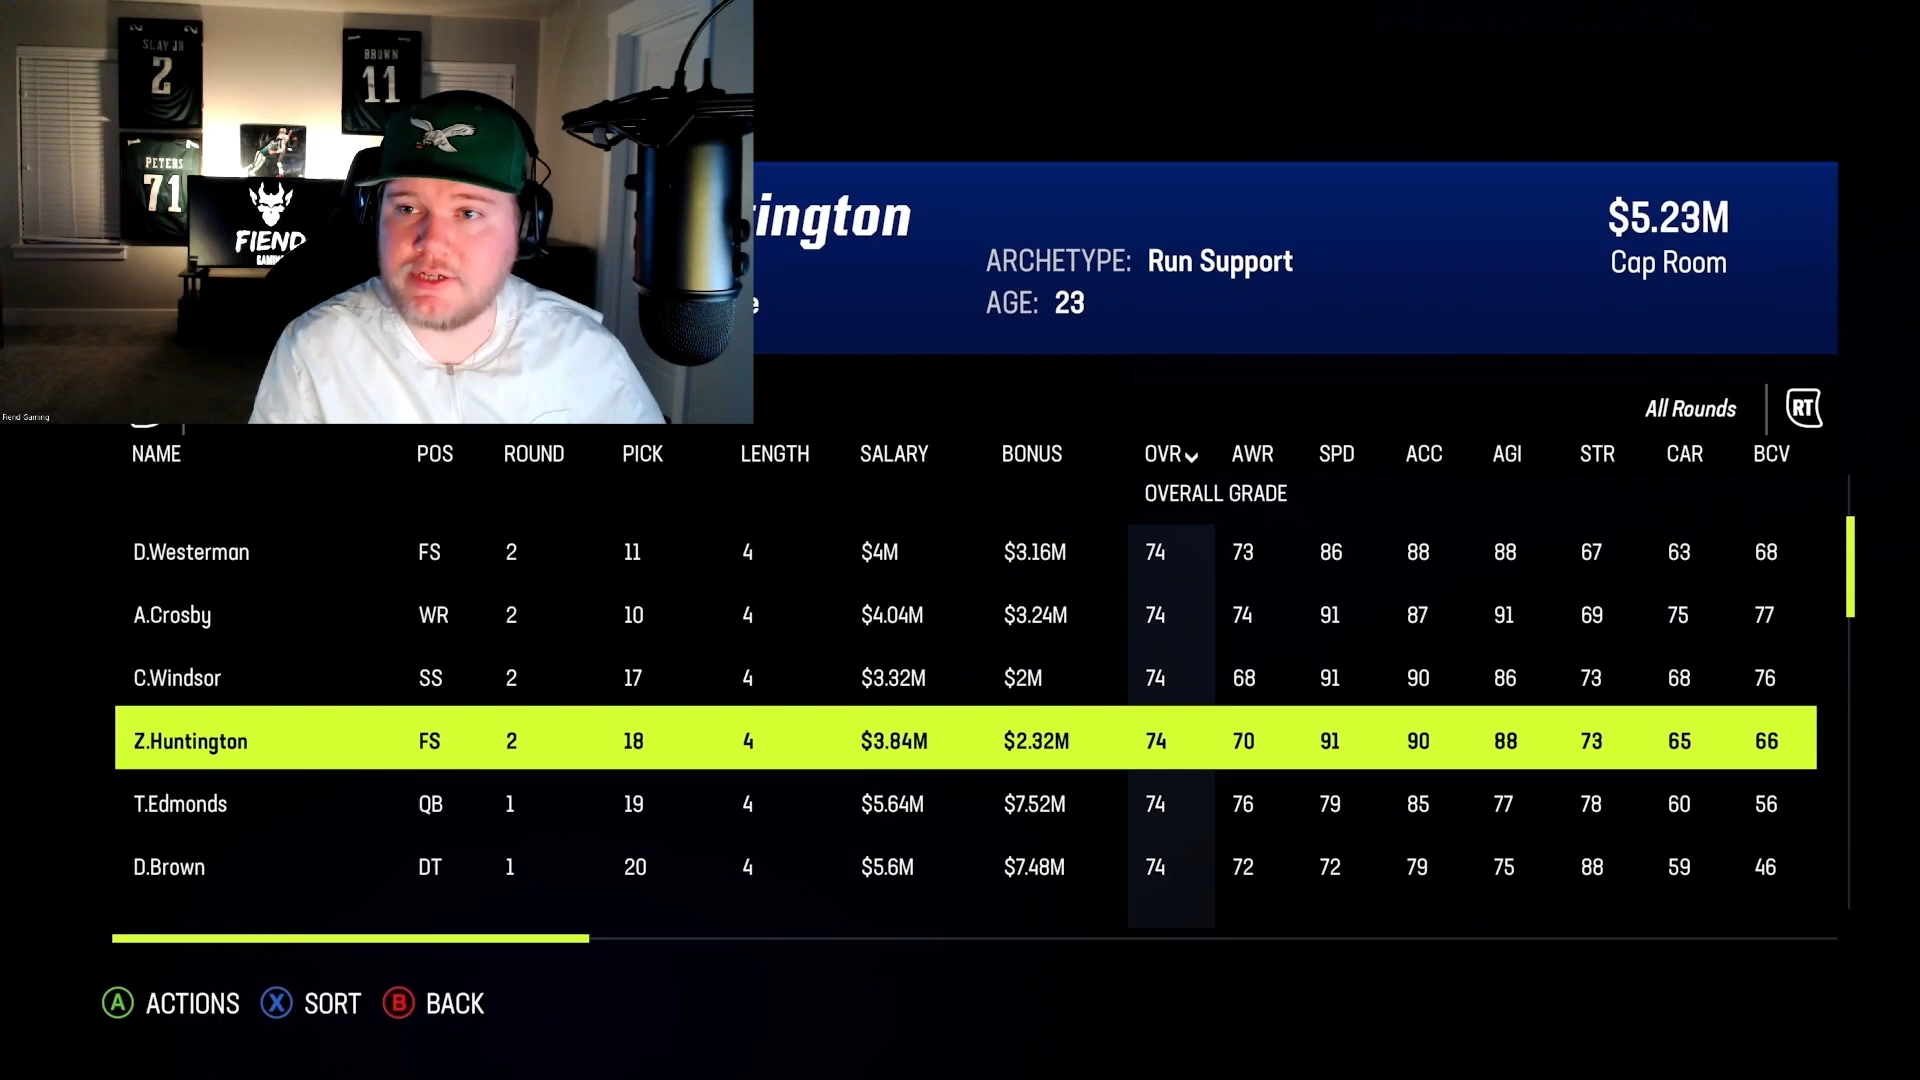 SLAY JR
2
BROWN
11
PETERS
71
FIEND
GAMING
Fiend Gaming
ington
$5.23M
Cap Room
ARCHETYPE: Run Support
AGE: 23
All Rounds
RT
NAME POS ROUND PICK LENGTH SALARY BONUS OVR AWR SPD ACC AGI STR CAR BCV
OVERALL GRADE
D.Westerman FS 2 11 4 $4M $3.16M 74 73 86 88 88 67 63 68
A.Crosby WR 2 10 4 $4.04M $3.24M 74 74 91 87 91 69 75 77
C.Windsor SS 2 17 4 $3.32M $2M 74 68 91 90 86 73 68 76
Z.Huntington FS 2 18 4 $3.84M $2.32M 74 70 91 90 88 73 65 66
T.Edmonds QB 1 19 4 $5.64M $7.52M 74 76 79 85 77 78 60 56
D.Brown DT 1 20 4 $5.6M $7.48M 74 72 72 79 75 88 59 46
A ACTIONS X SORT B BACK